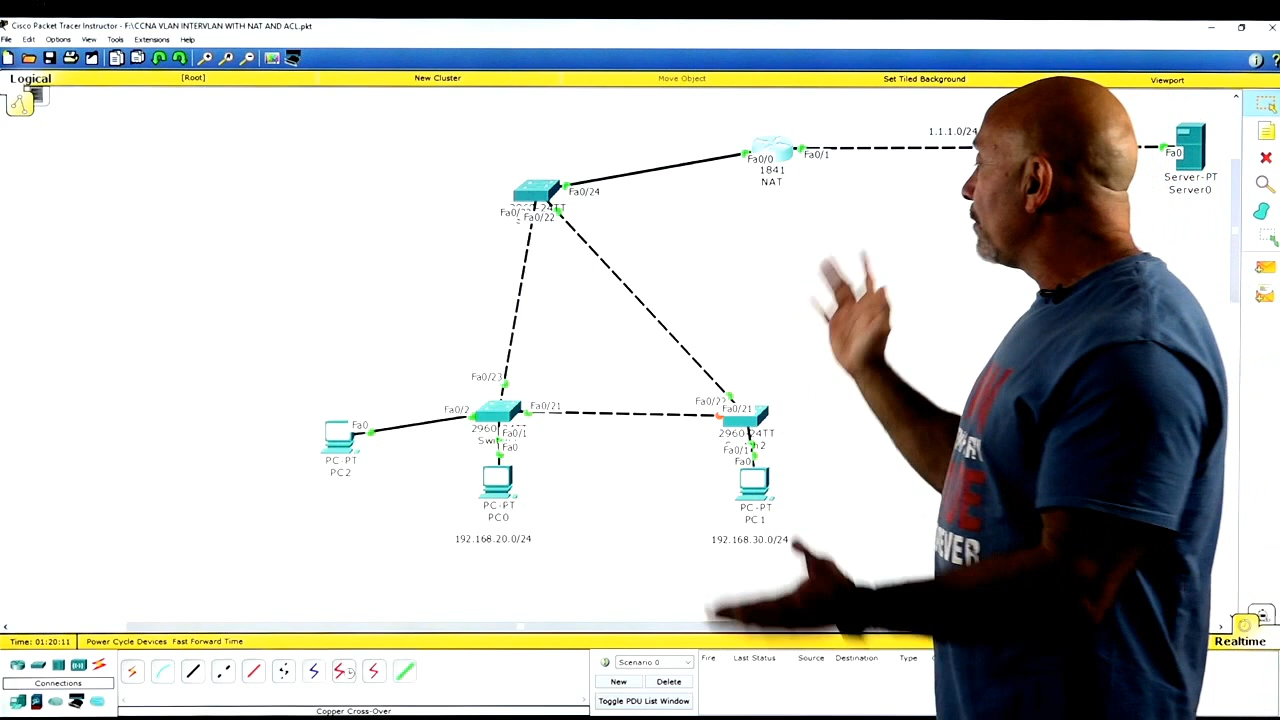 Cisco Packet Tracer Instructor - F:\CCNA VLAN INTERVLAN WITH NAT AND ACL.pkt
File Edit Options View Tools Extensions Help
Logical [Root] New Cluster Move Object Set Tiled Background Viewport
1.1.1.0/24
Fa0/0 Fa0/1 Fa0
1841
NAT
Server-PT
Server0
Fa0/24
Fa0/22
Fa0/23
Fa0/2 Fa0/21
Fa0/21
Fa0
2960-24TT
Fa0/1
Fa0
Fa0/1
Fa0
PC-PT
PC2
PC-PT
PC0
PC-PT
PC1
192.168.20.0/24 192.168.30.0/24
Time: 01:20:11 Power Cycle Devices Fast Forward Time Realtime
Scenario 0
Fire Last Status Source Destination Type
Connections
New Delete
Toggle PDU List Window
Copper Cross-Over
EVER